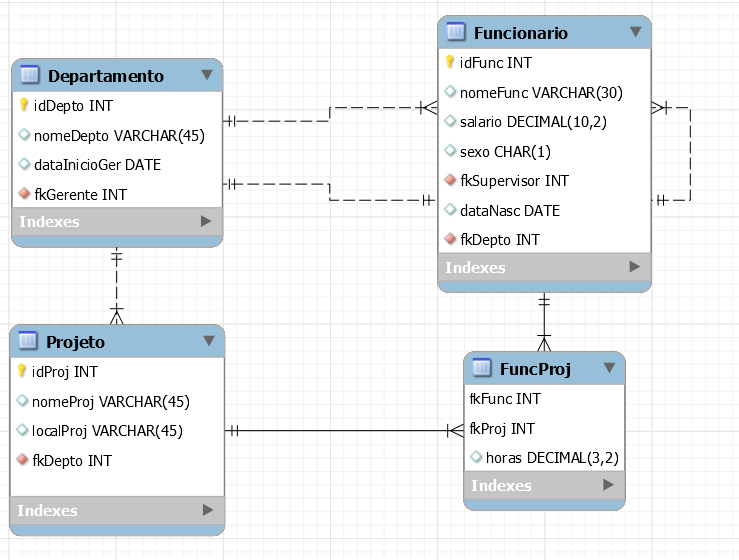 Departamento
idDepto INT
nomeDepto VARCHAR(45)
dataInicioGer DATE
fkGerente INT
Indexes
Funcionario
idFunc INT
nomeFunc VARCHAR(30)
salario DECIMAL(10,2)
sexo CHAR(1)
fkSupervisor INT
dataNasc DATE
fkDepto INT
Indexes
Projeto
idProj INT
nomeProj VARCHAR(45)
localProj VARCHAR(45)
fkDepto INT
Indexes
FuncProj
fkFunc INT
fkProj INT
horas DECIMAL(3,2)
Indexes